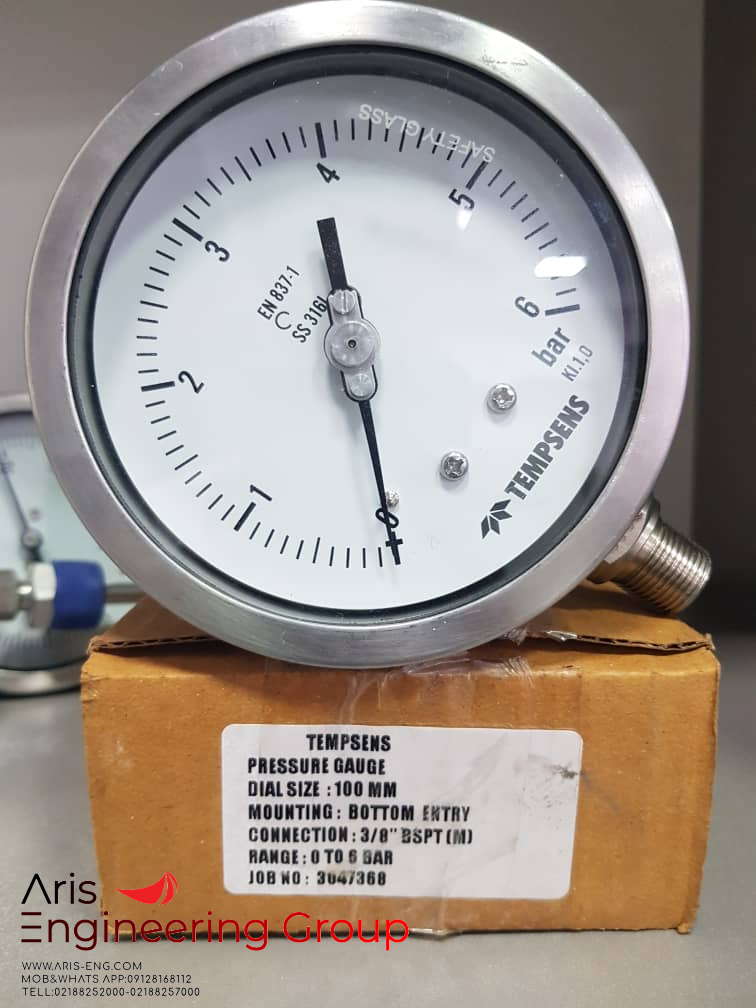 SAFETY GLASS
4
5
3
6
2
1
0
EN 837-1
C SS 316L
bar
Kl.1,0
TEMPSENS
TEMPSENS
PRESSURE GAUGE
DIAL SIZE : 100 MM
MOUNTING : BOTTOM ENTRY
CONNECTION : 3/8" BSPT (M)
RANGE : 0 TO 6 BAR
JOB NO : 3047368
Aris
Engineering Group
WWW.ARIS-ENG.COM
MOB&WHATS APP:09128168112
TELL:02188252000-02188257000